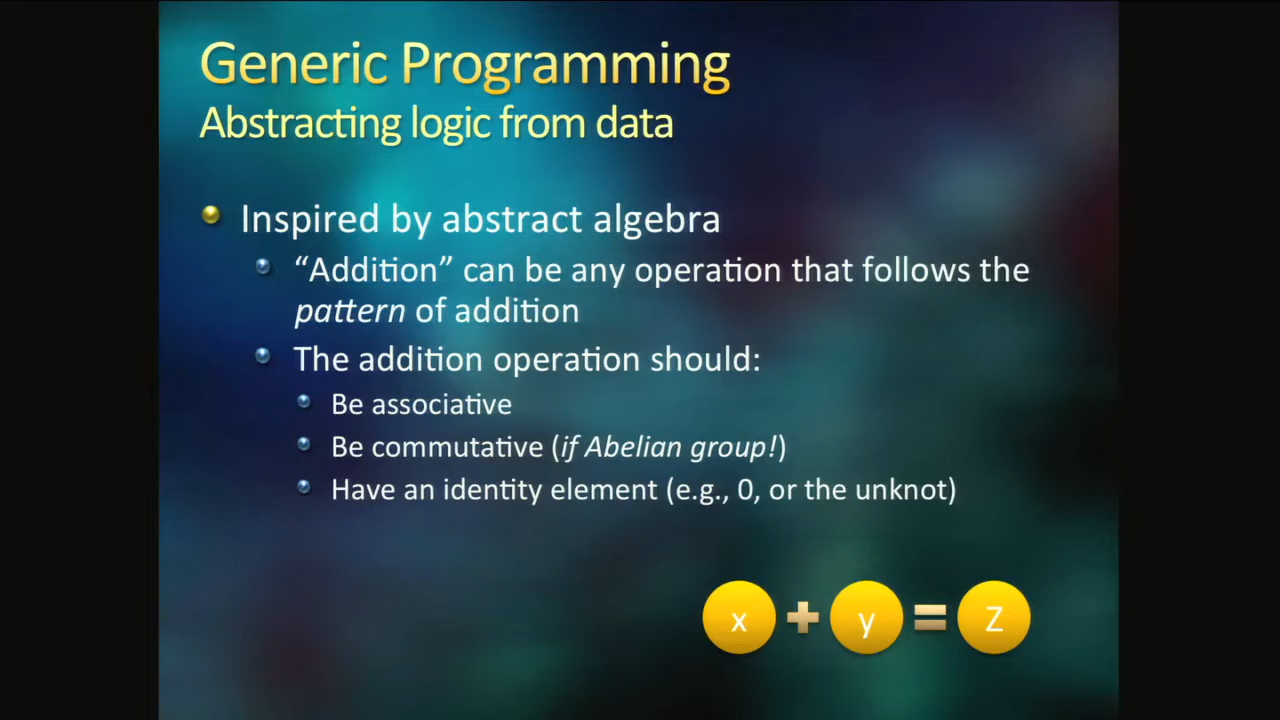 Generic Programming
Abstracting logic from data
Inspired by abstract algebra
“Addition” can be any operation that follows the
pattern of addition
The addition operation should:
Be associative
Be commutative (if Abelian group!)
Have an identity element (e.g., 0, or the unknot)
x + y = Z